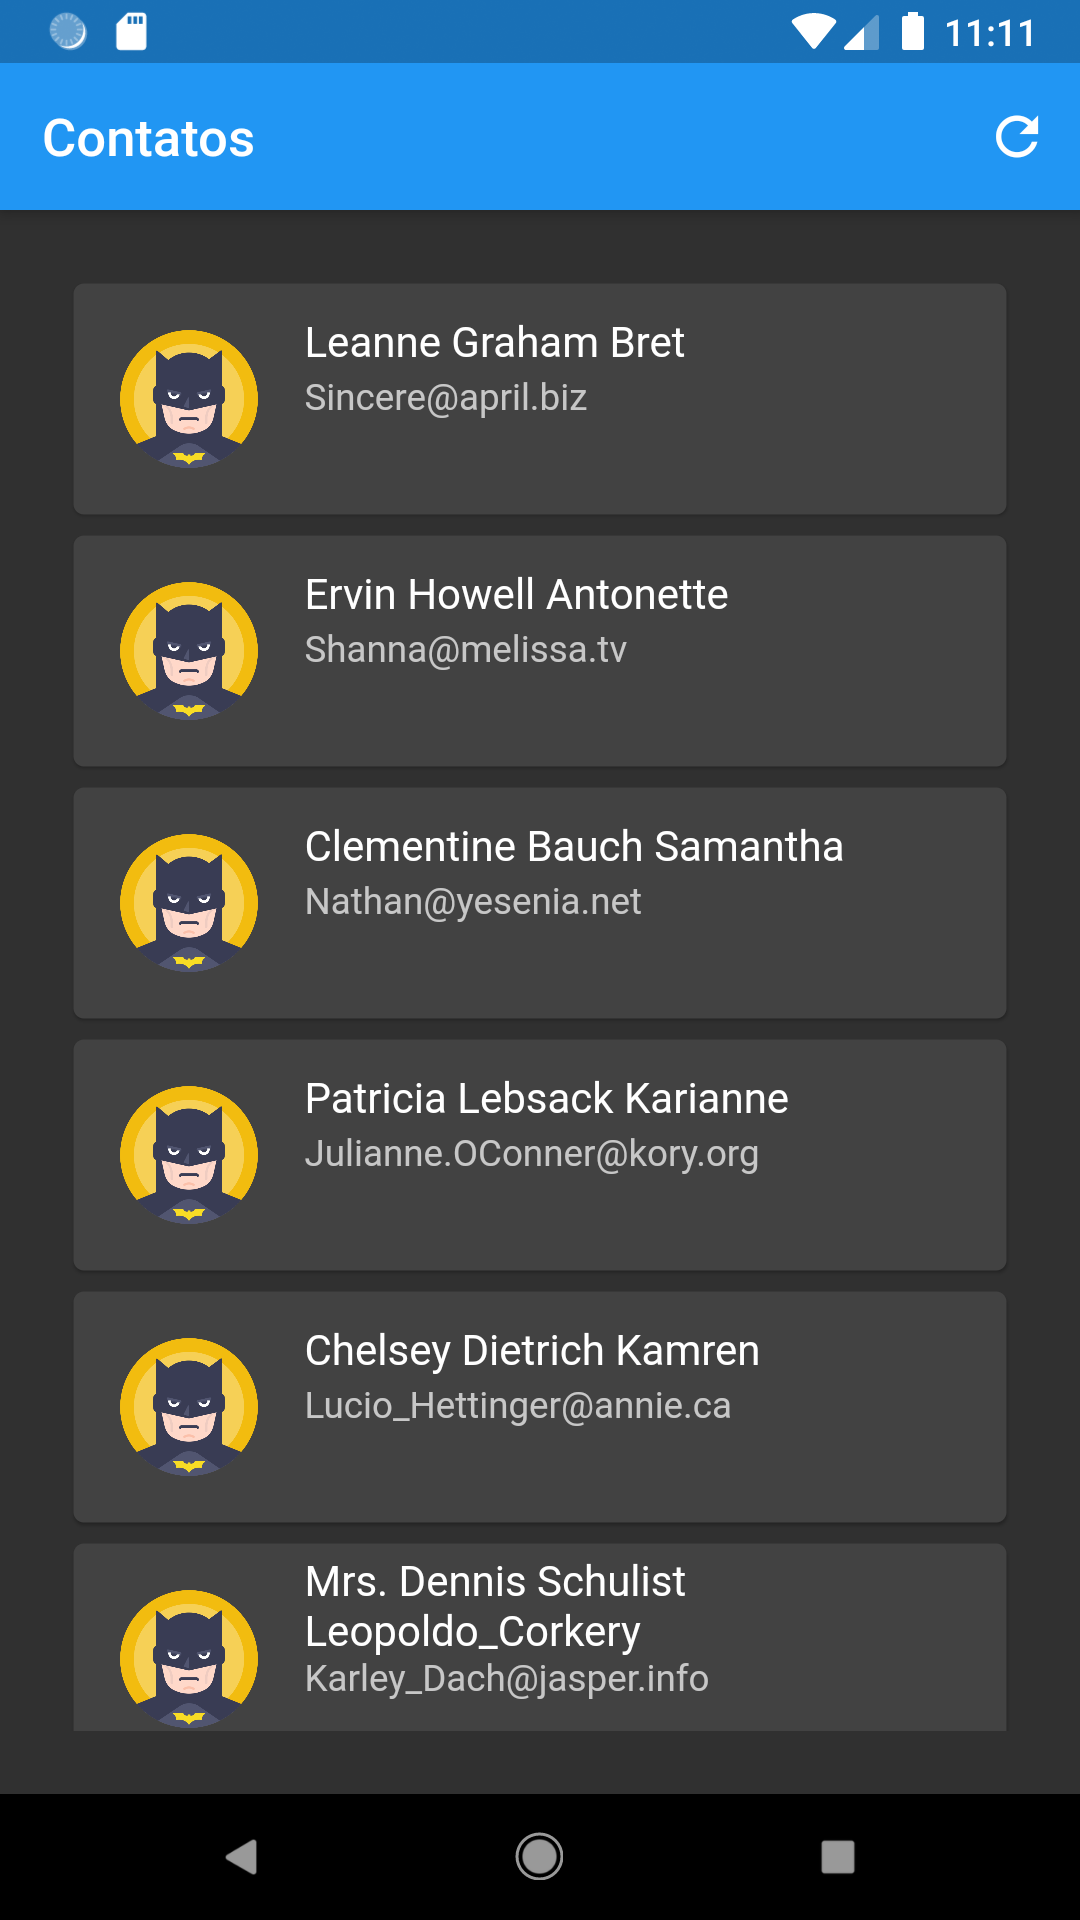 11:11
Contatos
Leanne Graham Bret
Sincere@april.biz
Ervin Howell Antonette
Shanna@melissa.tv
Clementine Bauch Samantha
Nathan@yesenia.net
Patricia Lebsack Karianne
Julianne.OConner@kory.org
Chelsey Dietrich Kamren
Lucio_Hettinger@annie.ca
Mrs. Dennis Schulist
Leopoldo_Corkery
Karley_Dach@jasper.info